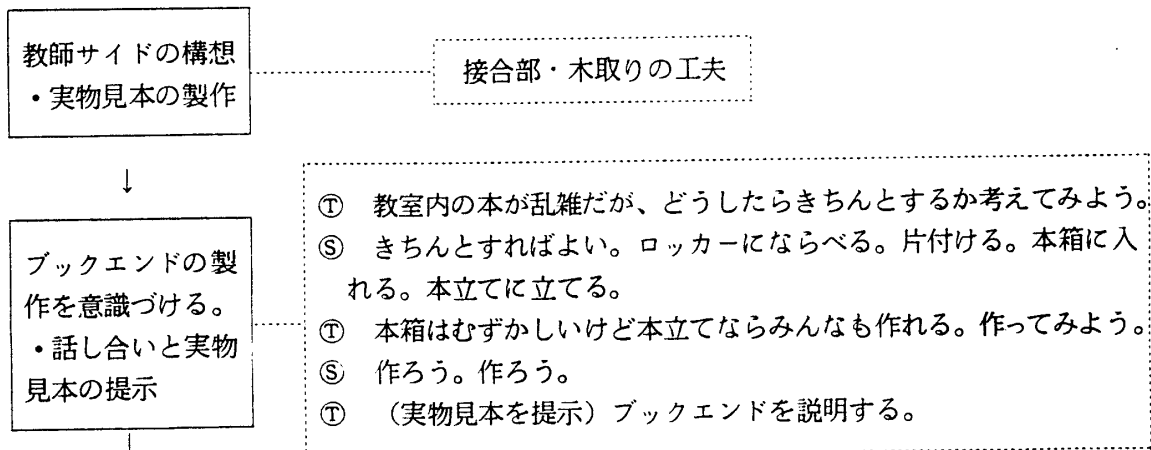 教師サイドの構想
・実物見本の製作
接合部・木取りの工夫
↓
ブックエンドの製
作を意識づける。
・話し合いと実物
見本の提示
Ⓣ 教室内の本が乱雑だが、どうしたらきちんとするか考えてみよう。
Ⓢ きちんとすればよい。ロッカーにならべる。片付ける。本箱に入
れる。本立てに立てる。
Ⓣ 本箱はむずかしいけど本立てならみんなも作れる。作ってみよう。
Ⓢ 作ろう。作ろう。
Ⓣ （実物見本を提示）ブックエンドを説明する。